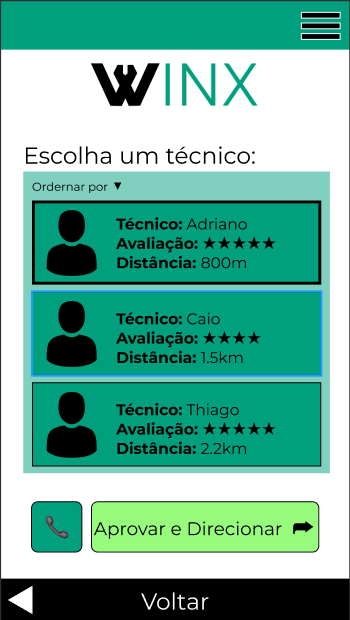 WINX
Escolha um técnico:
Ordernar por ▼
Técnico: Adriano
Avaliação: ★★★★★
Distância: 800m
Técnico: Caio
Avaliação: ★★★★
Distância: 1.5km
Técnico: Thiago
Avaliação: ★★★★★
Distância: 2.2km
Aprovar e Direcionar
Voltar